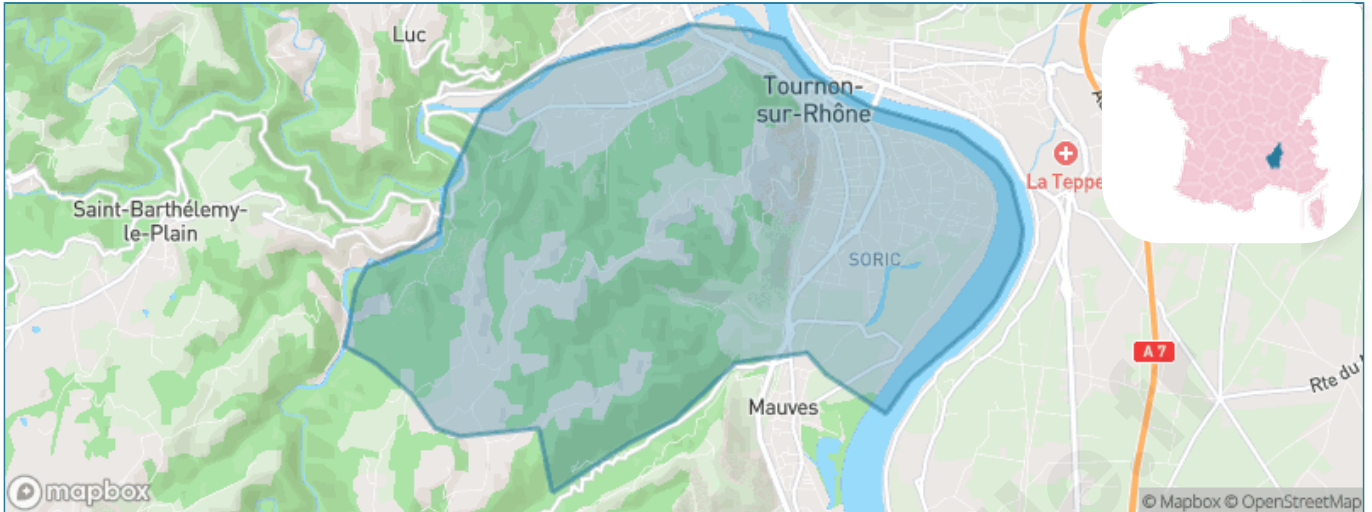 Luc
Tournon-
sur-Rhône
La Teppe
Saint-Barthélemy-
le-Plain
SORIC
A 7
Rte du
Mauves
mapbox
© Mapbox © OpenStreetMap